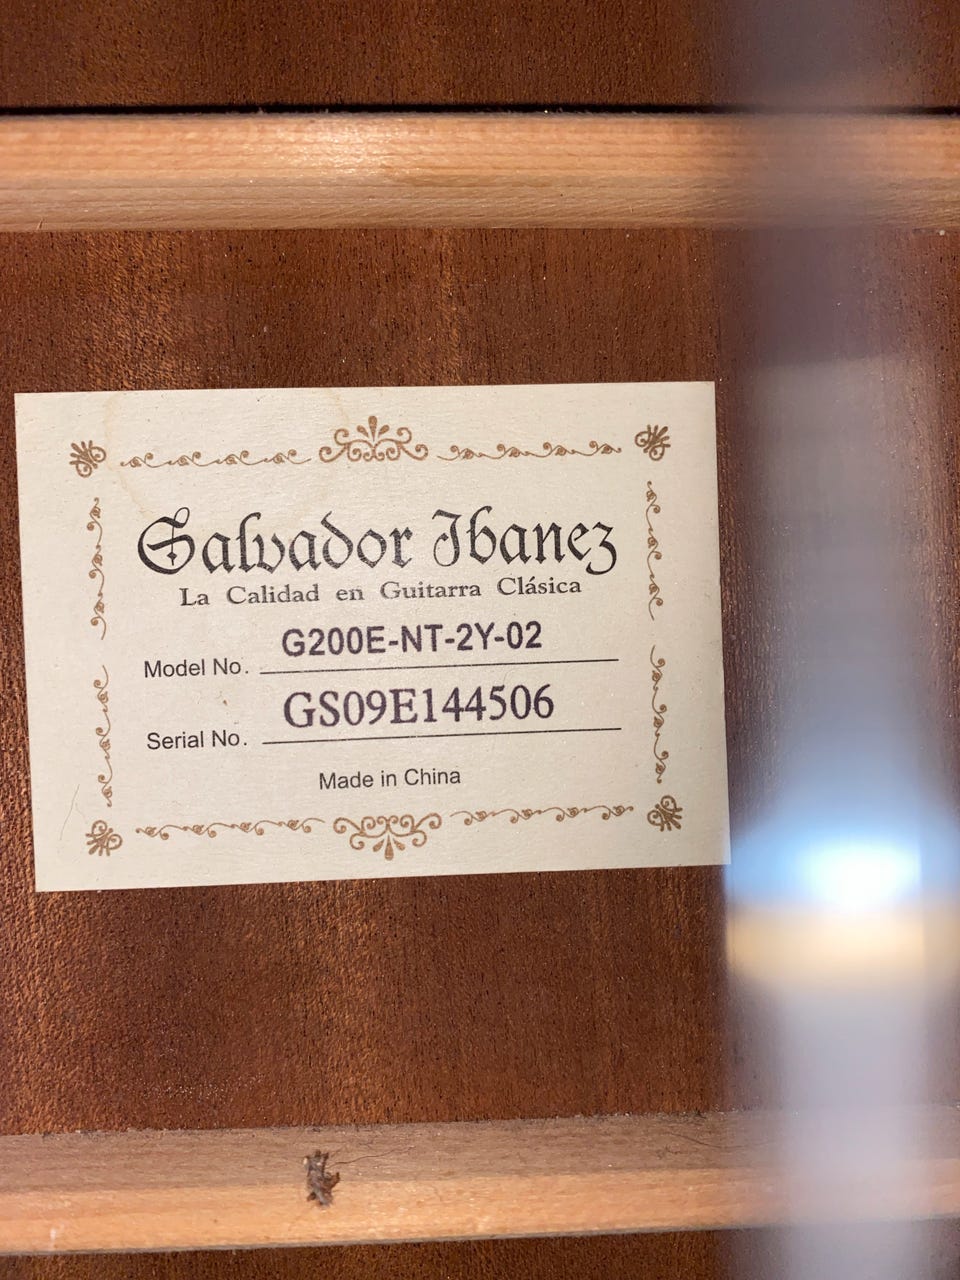 Salvador Ibanez
La Calidad en Guitarra Clásica
Model No. G200E-NT-2Y-02
Serial No. GS09E144506
Made in China